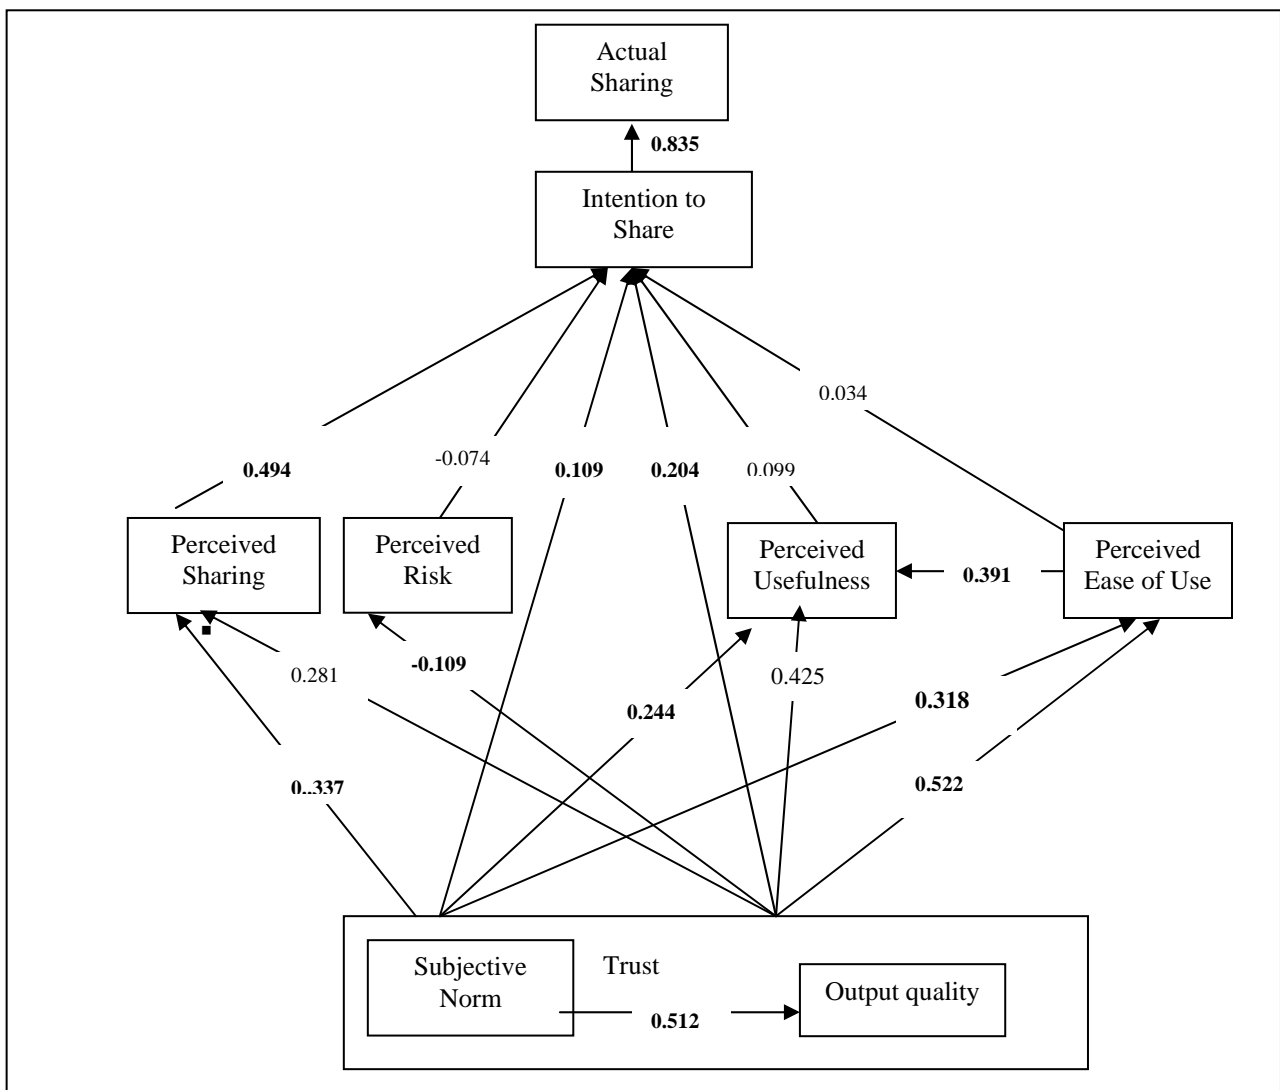 Actual
Sharing
0.835
Intention to
Share
0.034
0.494
-0.074
0.109
0.204
0.099
Perceived
Sharing
Perceived
Risk
Perceived
Usefulness
0.391
Perceived
Ease of Use
0.281
-0.109
0.425
0.244
0.318
0..337
0.522
Subjective
Norm
Trust
Output quality
0.512